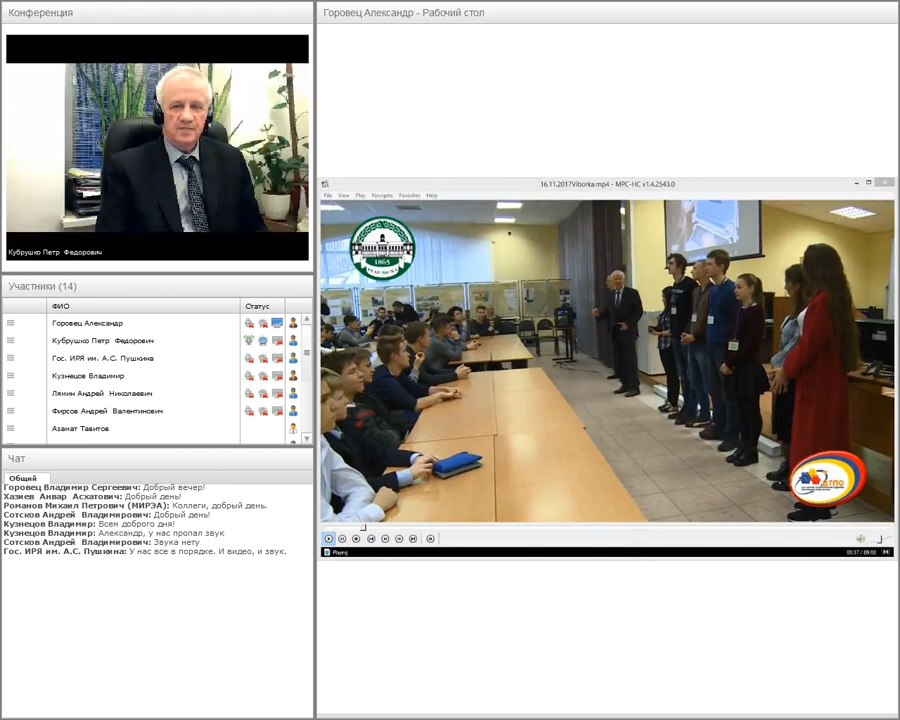 Конференция
Кубрушко Петр Федорович
Участники (14)
ФИО Статус
Горовец Александр
Кубрушко Петр Федорович
Гос. ИРЯ им. А.С. Пушкина
Кузнецов Владимир
Лямин Андрей Николаевич
Фирсов Андрей Валентинович
Азамат Тавитов
Чат
Общий
Горовец Владимир Сергеевич: Добрый вечер!
Хазиев Анвар Асхатович: Добрый день!
Романов Михаил Петрович (МИРЭА): Коллеги, добрый день.
Сотсков Андрей Владимирович: Добрый день!
Кузнецов Владимир: Всем доброго дня!
Кузнецов Владимир: Александр, у нас пропал звук
Сотсков Андрей Владимирович: Звука нету
Гос. ИРЯ им. А.С. Пушкина: У нас все в порядке. И видео, и звук.
Горовец Александр - Рабочий стол
16.11.2017Viborka.mp4 - MPC-HC v1.4.2543.0
File View Play Navigate Favorites Help
1865
Playing
00:37 / 09:08